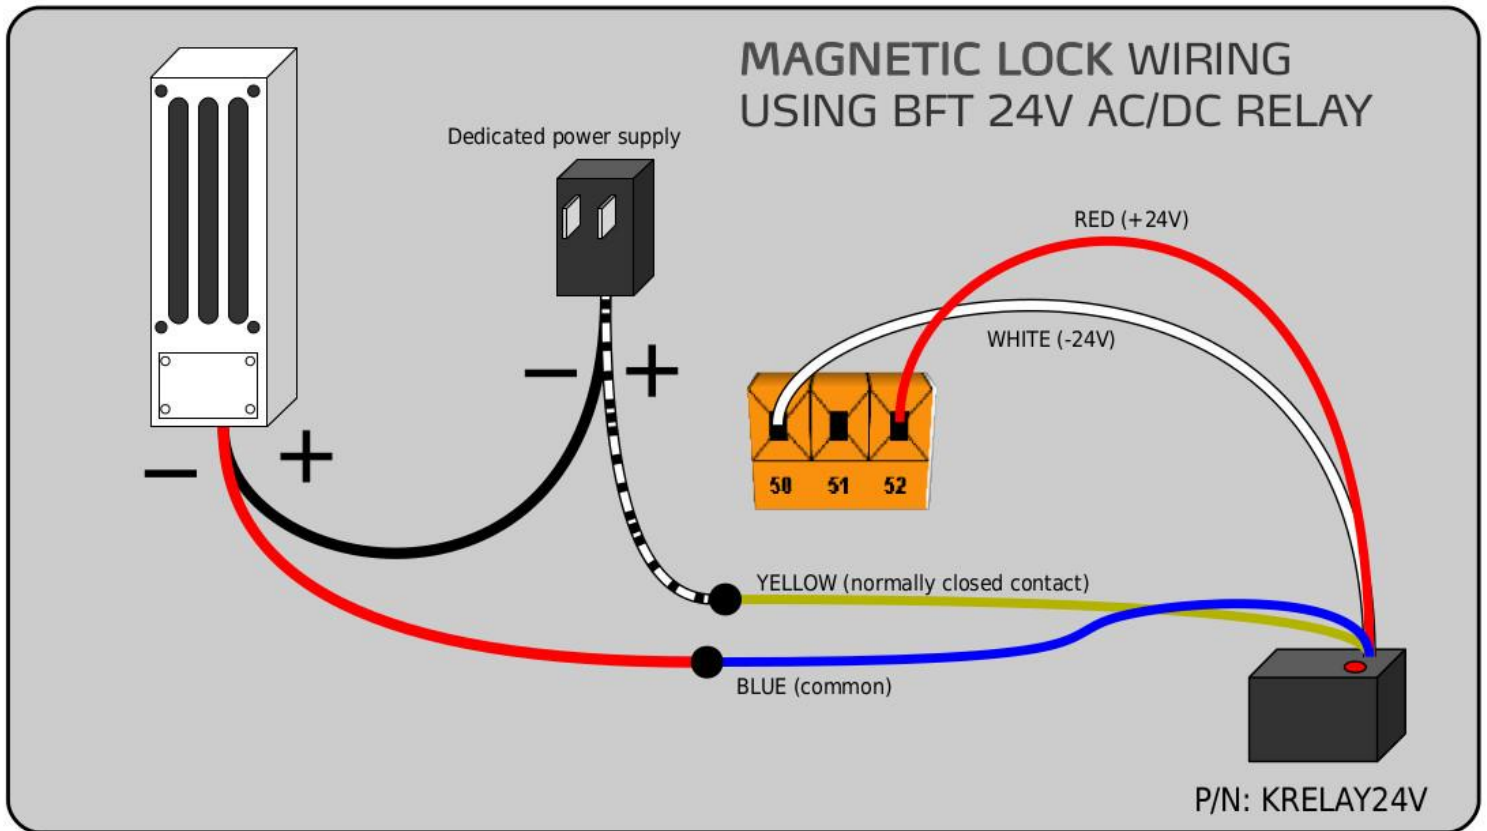 MAGNETIC LOCK WIRING
USING BFT 24V AC/DC RELAY
Dedicated power supply
RED (+24V)
WHITE (-24V)
− +
− +
50 51 52
YELLOW (normally closed contact)
BLUE (common)
P/N: KRELAY24V